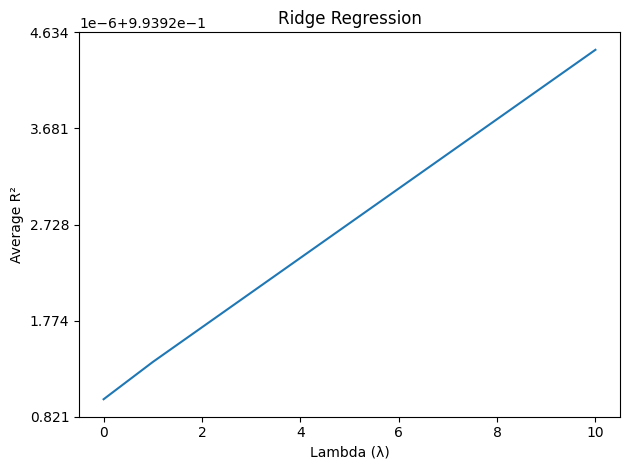 Ridge Regression
1e−6+9.9392e−1
4.634
3.681
2.728
1.774
0.821
Average R²
0 2 4 6 8 10
Lambda (λ)